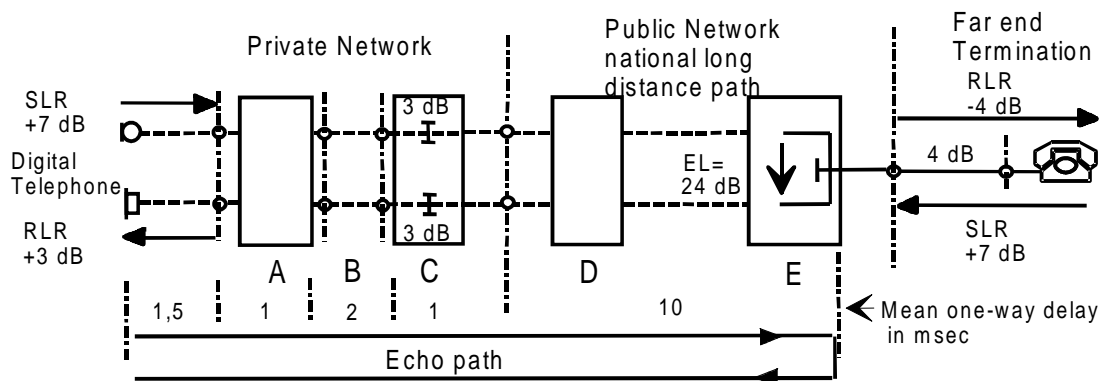 Private Network
Public Network
national long
distance path
Far end
Termination
RLR
-4 dB
SLR
+7 dB
3 dB
3 dB
Digital
Telephone
RLR
+3 dB
EL=
24 dB
4 dB
SLR
+7 dB
A
B
C
D
E
1,5
1
2
1
10
Mean one-way delay
in msec
Echo path